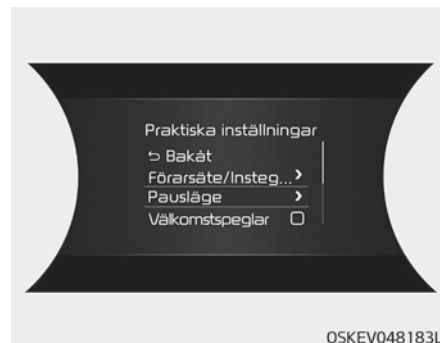 Praktiska inställningar
Bakåt
Förarsäte/Insteg...
Pausläge
Välkomstspeglar
OSKEV048183L